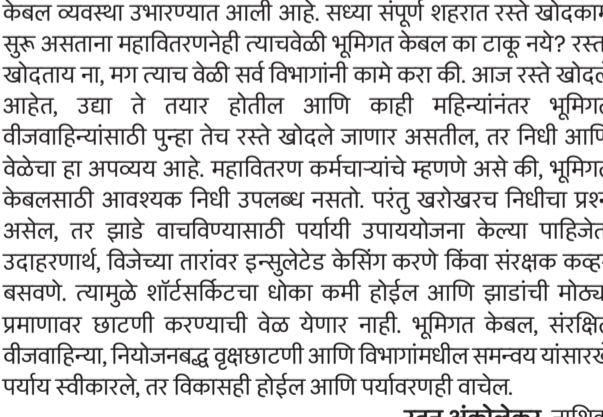 केबल व्यवस्था उभारण्यात आली आहे. सध्या संपूर्ण शहरात रस्ते खोदकाम
सुरू असताना महावितरणनेही त्याचवेळी भूमिगत केबल का टाकू नये? रस्ते
खोदताय ना, मग त्याच वेळी सर्व विभागांनी कामे करा की. आज रस्ते खोदले
आहेत, उद्या ते तयार होतील आणि काही महिन्यांनंतर भूमिगत
वीजवाहिन्यांसाठी पुन्हा तेच रस्ते खोदले जाणार असतील, तर निधी आणि
वेळेचा हा अपव्यय आहे. महावितरण कर्मचाऱ्यांचे म्हणणे असे की, भूमिगत
केबलसाठी आवश्यक निधी उपलब्ध नसतो. परंतु खरोखरच निधीचा प्रश्न
असेल, तर झाडे वाचविण्यासाठी पर्यायी उपाययोजना केल्या पाहिजेत
उदाहरणार्थ, विजेच्या तारांवर इन्सुलेटेड केसिंग करणे किंवा संरक्षक कव्हर
बसवणे. त्यामुळे शॉर्टसर्किटचा धोका कमी होईल आणि झाडांची मोठ्या
प्रमाणावर छाटणी करण्याची वेळ येणार नाही. भूमिगत केबल, संरक्षित
वीजवाहिन्या, नियोजनबद्ध वृक्षछाटणी आणि विभागांमधील समन्वय यांसारखे
पर्याय स्वीकारले, तर विकासही होईल आणि पर्यावरणही वाचेल.